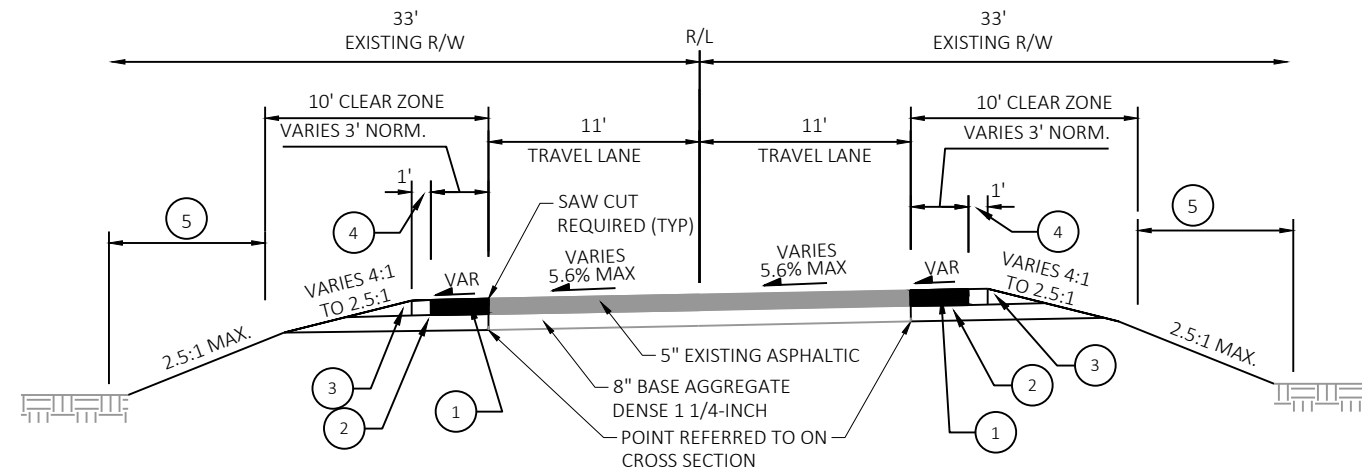 33'
EXISTING R/W
R/L
33'
EXISTING R/W
10' CLEAR ZONE
VARIES 3' NORM.
11'
TRAVEL LANE
11'
TRAVEL LANE
10' CLEAR ZONE
VARIES 3' NORM.
1'
1'
5
4
SAW CUT
REQUIRED (TYP)
4
5
VARIES 4:1
TO 2.5:1
VAR
VARIES
5.6% MAX
VARIES
5.6% MAX
VAR
VARIES 4:1
TO 2.5:1
2.5:1 MAX.
2.5:1 MAX.
5" EXISTING ASPHALTIC
8" BASE AGGREGATE
DENSE 1 1/4-INCH
POINT REFERRED TO ON
CROSS SECTION
3
2
1
1
2
3